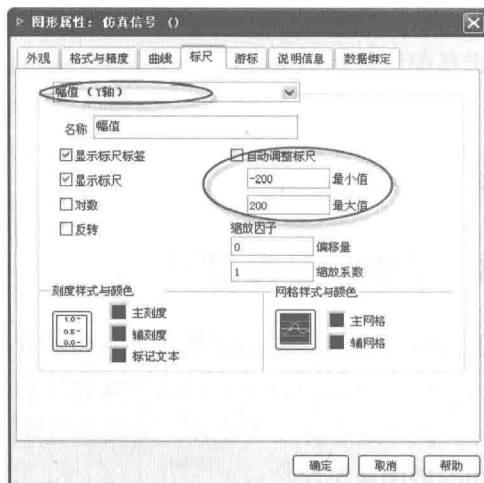 图形属性：仿真信号 ()
外观 格式与精度 曲线 标尺 游标 说明信息 数据绑定
幅值 （Y轴）
名称 幅值
显示标尺标签 自动调整标尺
显示标尺 -200 最小值
对数 200 最大值
反转 缩放因子
0 偏移量
1 缩放系数
刻度样式与颜色 网格样式与颜色
1.0- 主刻度 主网格
0.5- 辅刻度 辅网格
0.0- 标记文本
确定 取消 帮助